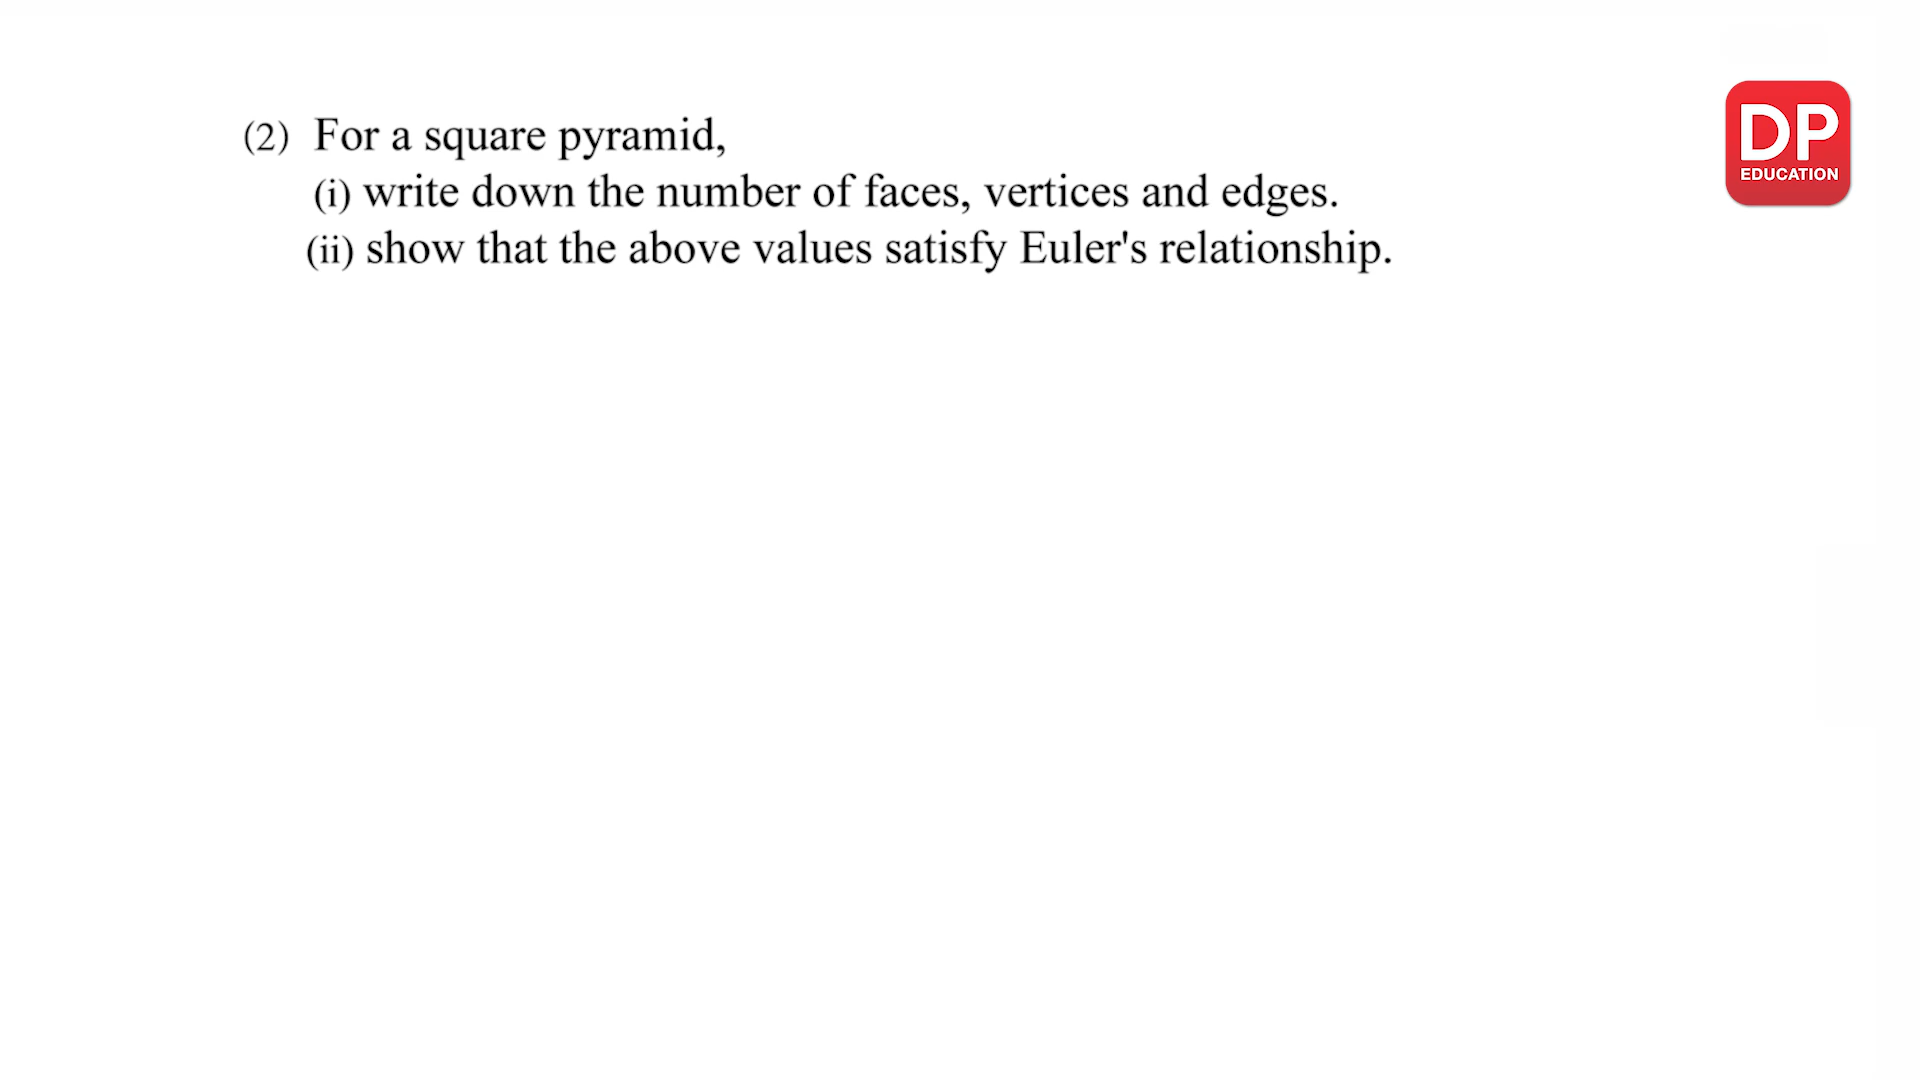 (2) For a square pyramid,
(i) write down the number of faces, vertices and edges.
(ii) show that the above values satisfy Euler's relationship.
DP
EDUCATION